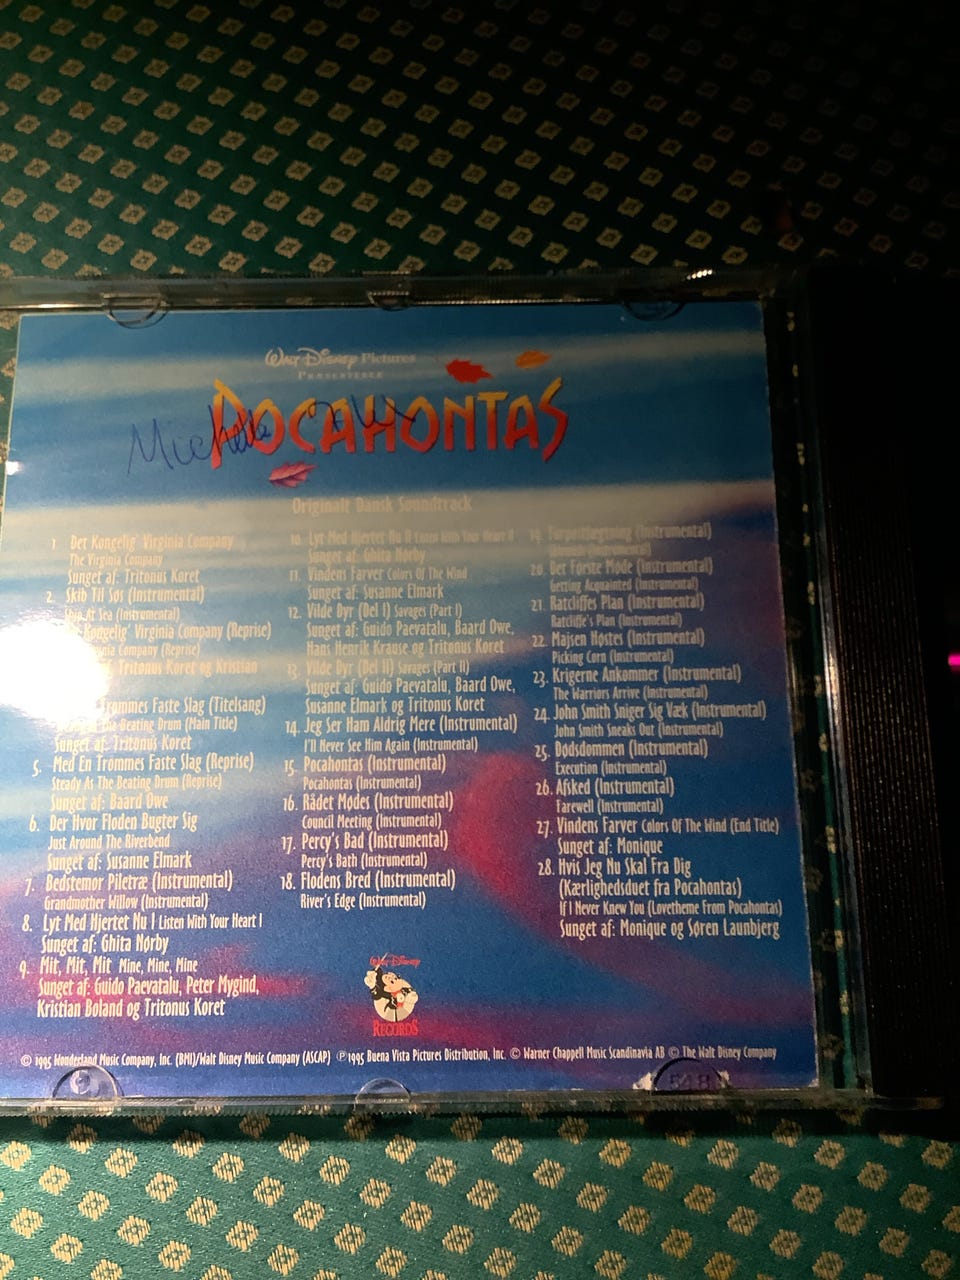 Walt Disney Pictures
Præsenterer
Pocahontas
Michelle
Originalt Dansk Soundtrack
1. Det Kongelig' Virginia Company
The Virginia Company
Sunget af: Tritonus Koret
2. Skib Til Søs (Instrumental)
Ship At Sea (Instrumental)
Kongelig' Virginia Company (Reprise)
Company (Reprise)
Tritonus Koret og Kristian
Trommes Faste Slag (Titelsang)
The Beating Drum (Main Title)
Sunget af: Tritonus Koret
5. Med En Trommes Faste Slag (Reprise)
Steady As The Beating Drum (Reprise)
Sunget af: Baard Owe
6. Der Hvor Floden Bugter Sig
Just Around The Riverbend
Sunget af: Susanne Elmark
7. Bedstemor Piletræ (Instrumental)
Grandmother Willow (Instrumental)
8. Lyt Med Hjertet Nu I Listen With Your Heart I
Sunget af: Ghita Nørby
9. Mit, Mit, Mit Mine, Mine, Mine
Sunget af: Guido Paevatalu, Peter Mygind,
Kristian Boland og Tritonus Koret
10. Lyt Med Hjertet Nu II Listen With Your Heart II
Sunget af: Ghita Nørby
11. Vindens Farver Colors Of The Wind
Sunget af: Susanne Elmark
12. Vilde Dyr (Del I) Savages (Part I)
Sunget af: Guido Paevatalu, Baard Owe,
Hans Henrik Krause og Tritonus Koret
13. Vilde Dyr (Del II) Savages (Part II)
Sunget af: Guido Paevatalu, Baard Owe,
Susanne Elmark og Tritonus Koret
14. Jeg Ser Ham Aldrig Mere (Instrumental)
I'll Never See Him Again (Instrumental)
15. Pocahontas (Instrumental)
Pocahontas (Instrumental)
16. Rådet Mødes (Instrumental)
Council Meeting (Instrumental)
17. Percy's Bad (Instrumental)
Percy's Bath (Instrumental)
18. Flodens Bred (Instrumental)
River's Edge (Instrumental)
19. (Instrumental)
(Instrumental)
20. Det Første Møde (Instrumental)
Getting Acquainted (Instrumental)
21. Ratcliffes Plan (Instrumental)
Ratcliffe's Plan (Instrumental)
22. Majsen Høstes (Instrumental)
Picking Corn (Instrumental)
23. Krigerne Ankommer (Instrumental)
The Warriors Arrive (Instrumental)
24. John Smith Sniger Sig Væk (Instrumental)
John Smith Sneaks Out (Instrumental)
25. Dødsdommen (Instrumental)
Execution (Instrumental)
26. Afsked (Instrumental)
Farewell (Instrumental)
27. Vindens Farver Colors Of The Wind (End Title)
Sunget af: Monique
28. Hvis Jeg Nu Skal Fra Dig
(Kærlighedsduet fra Pocahontas)
If I Never Knew You (Lovetheme From Pocahontas)
Sunget af: Monique og Søren Launbjerg
Walt Disney
Records
© 1995 Wonderland Music Company, Inc. (BMI)/Walt Disney Music Company (ASCAP) ℗ 1995 Buena Vista Pictures Distribution, Inc. © Warner Chappell Music Scandinavia AB © The Walt Disney Company